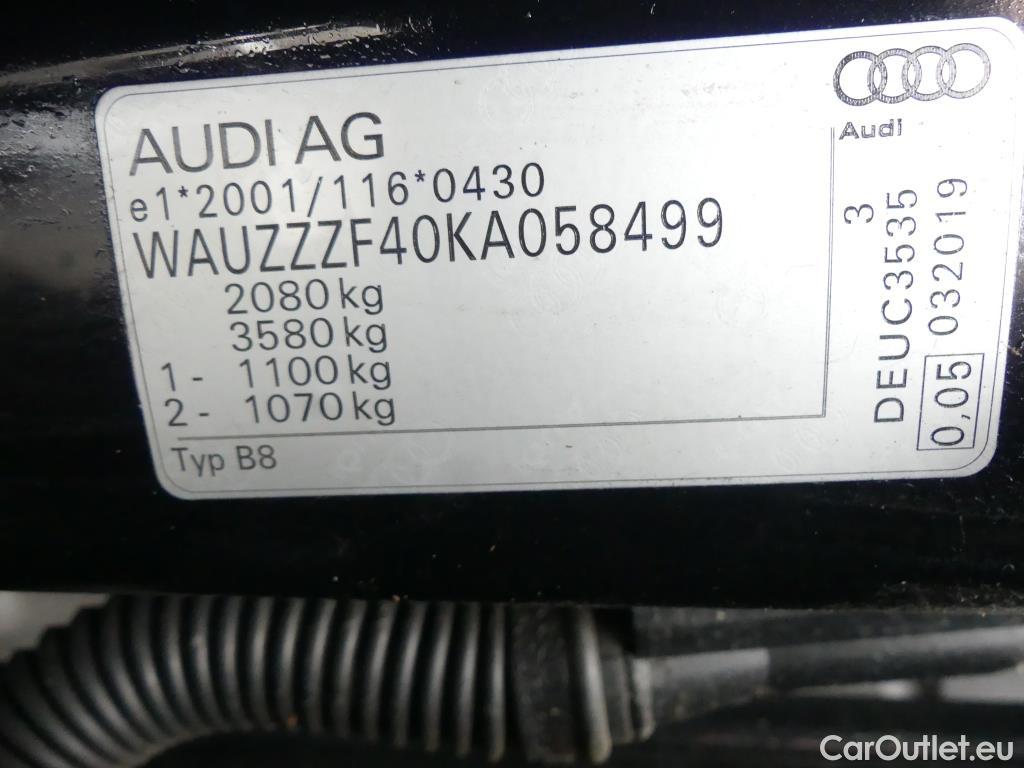 AUDI AG
e1*2001/116*0430
WAUZZZF40KA058499
2080 kg
3580 kg
1 - 1100 kg
2 - 1070 kg
Typ B8
Audi
3
DEUC3535
0,05 032019
CarOutlet.eu